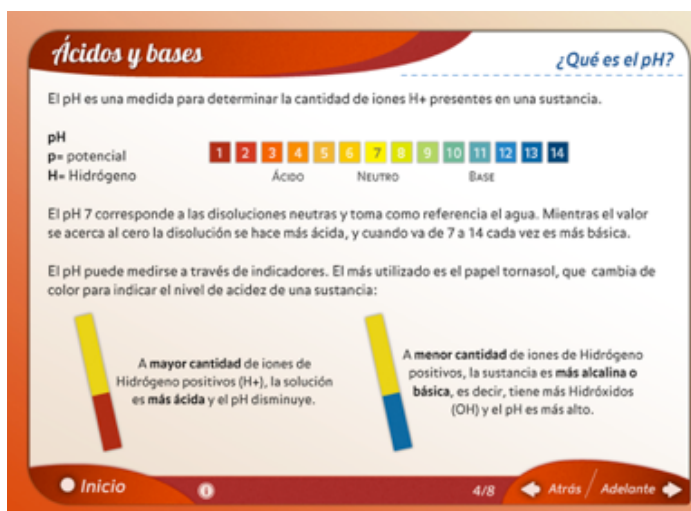 Ácidos y bases
¿Qué es el pH?
El pH es una medida para determinar la cantidad de iones H+ presentes en una sustancia.
pH
p= potencial
H= Hidrógeno
1 2 3 4 5 6 7 8 9 10 11 12 13 14
Ácido Neutro Base
El pH 7 corresponde a las disoluciones neutras y toma como referencia el agua. Mientras el valor
se acerca al cero la disolución se hace más ácida, y cuando va de 7 a 14 cada vez es más básica.
El pH puede medirse a través de indicadores. El más utilizado es el papel tornasol, que cambia de
color para indicar el nivel de acidez de una sustancia:
A mayor cantidad de iones de
Hidrógeno positivos (H+), la solución
es más ácida y el pH disminuye.
A menor cantidad de iones de Hidrógeno
positivos, la sustancia es más alcalina o
básica, es decir, tiene más Hidróxidos
(OH) y el pH es más alto.
Inicio
4/8
Atrás / Adelante